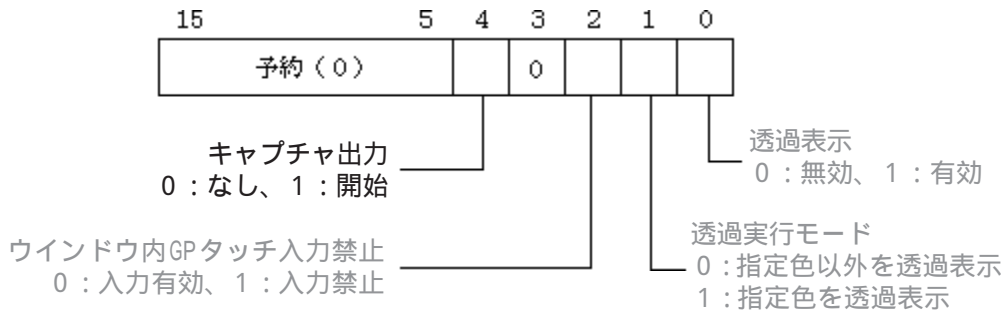 15 5 4 3 2 1 0
予約（０） 0
キャプチャ出力
0：なし、1：開始
透過表示
0：無効、1：有効
ウインドウ内GPタッチ入力禁止
0：入力有効、1：入力禁止
透過実行モード
0：指定色以外を透過表示
1：指定色を透過表示